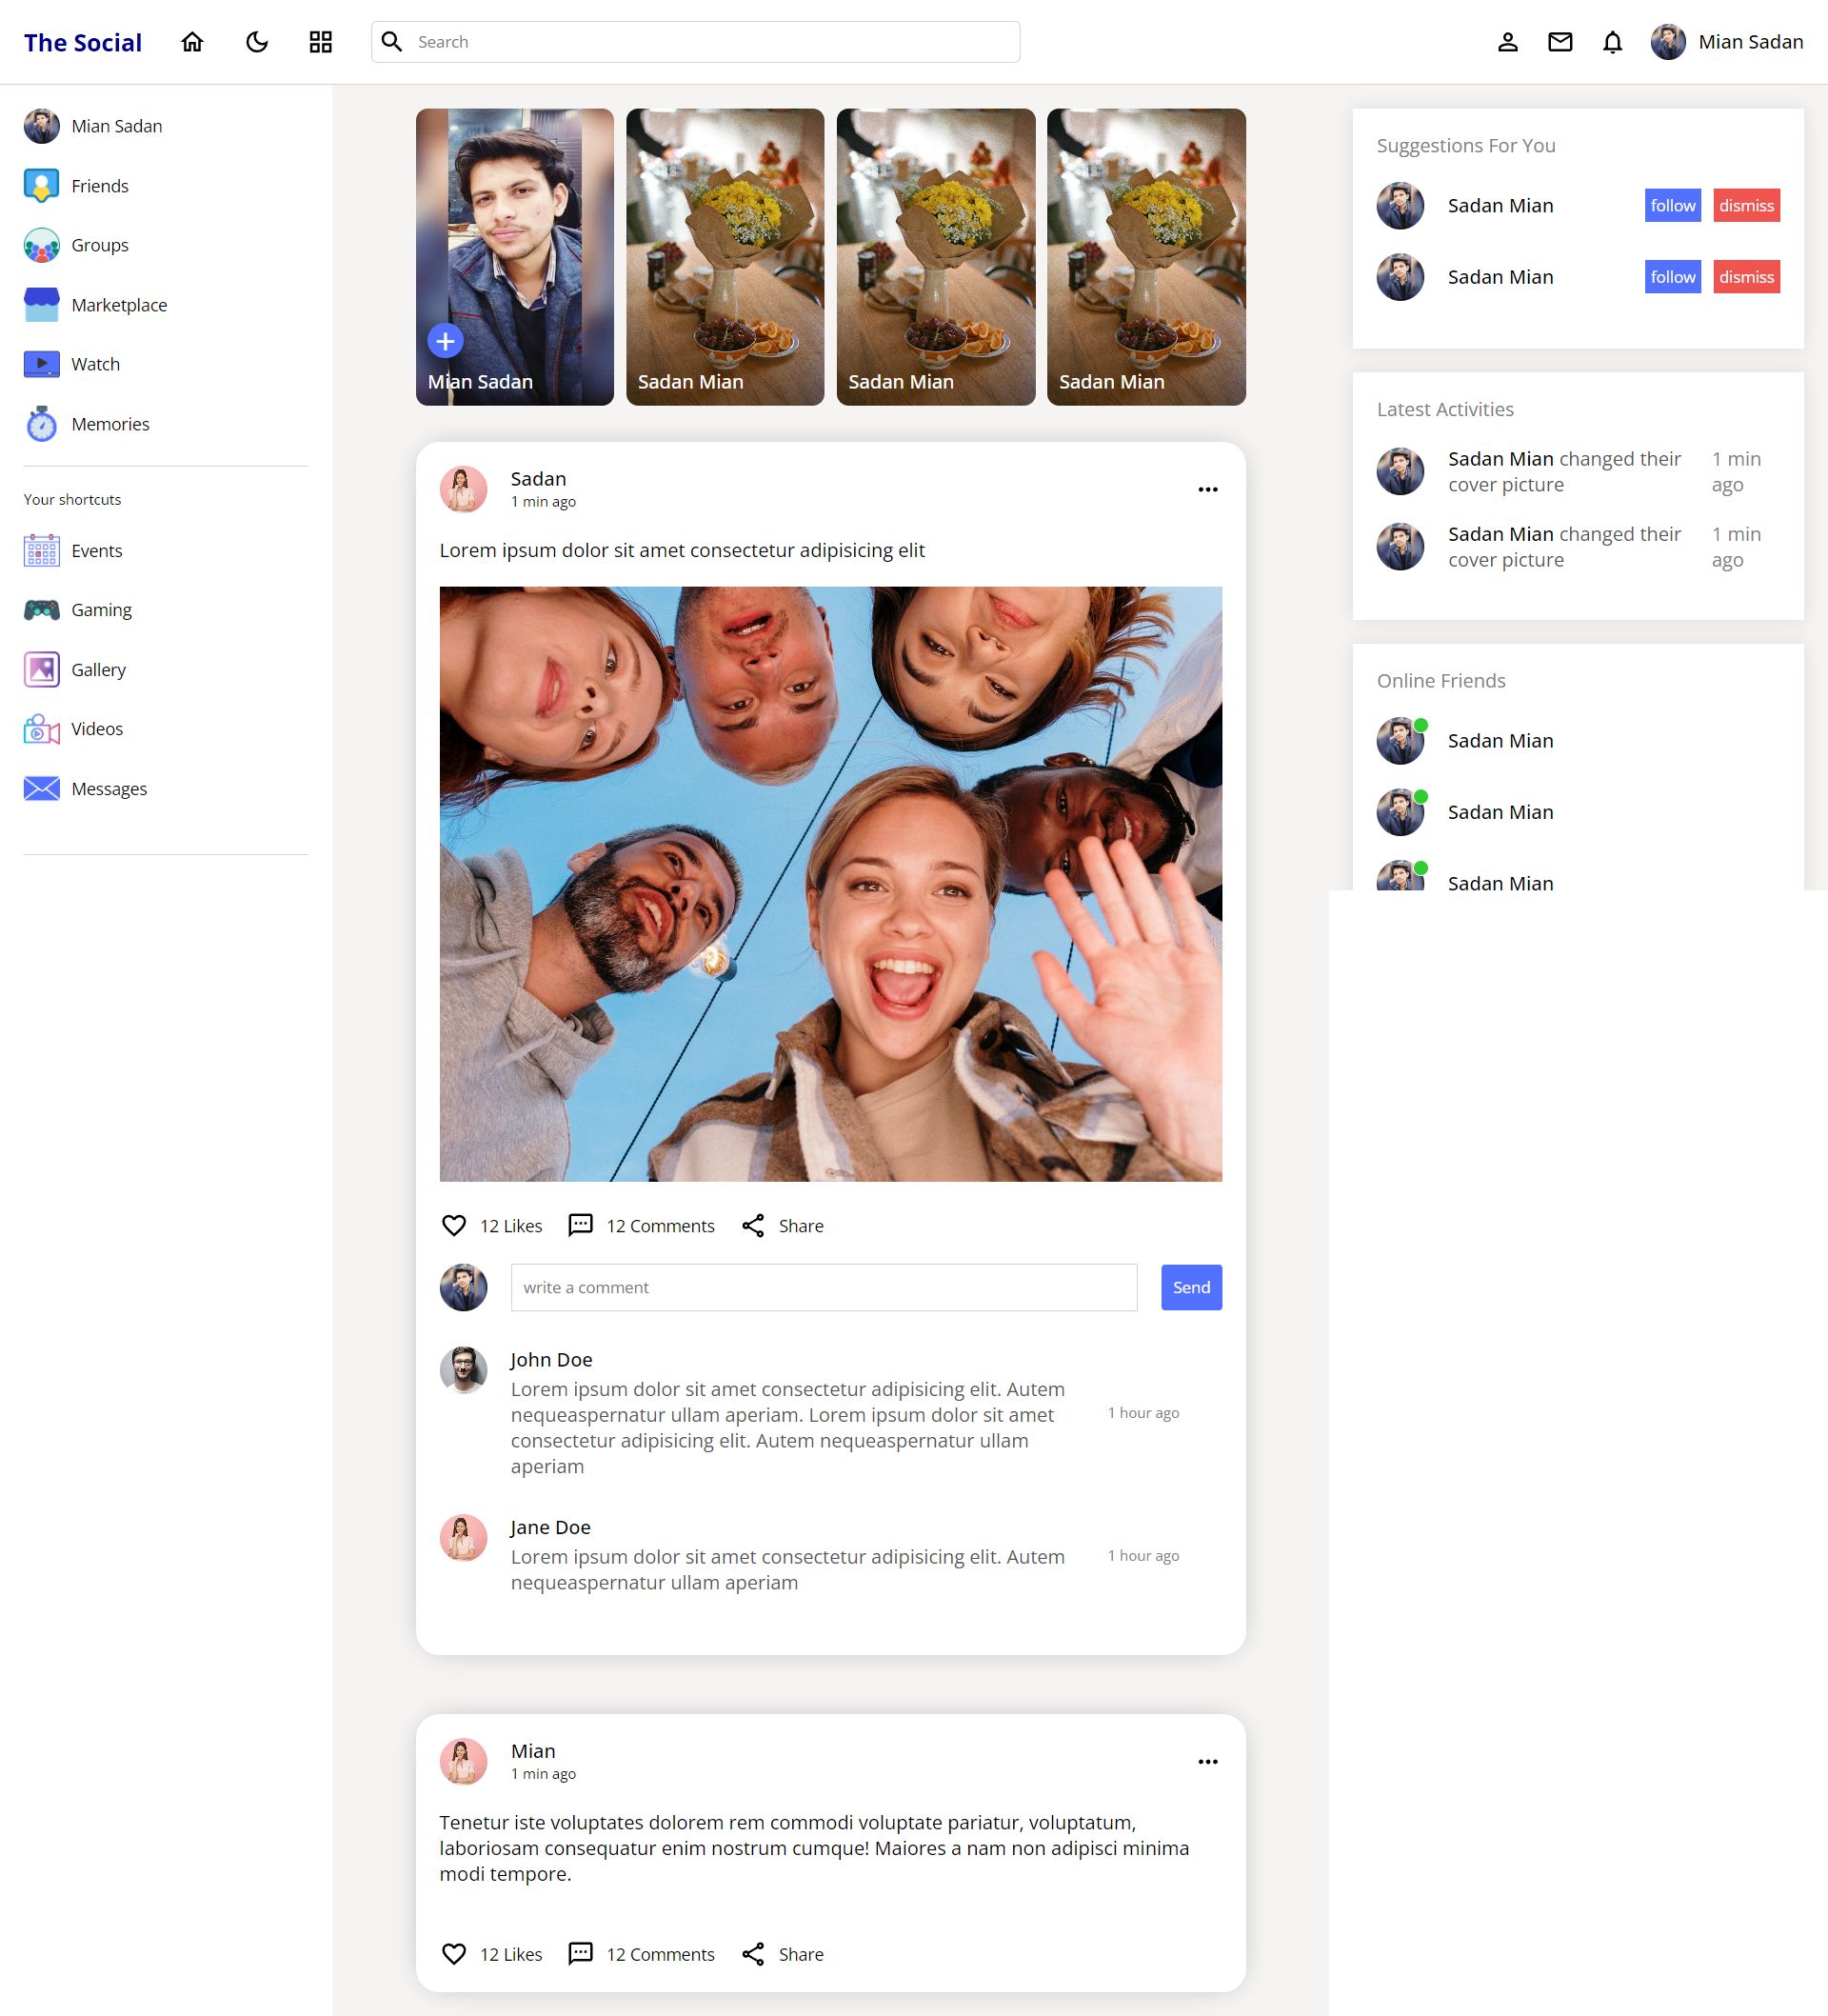 The Social
Search
Mian Sadan
Mian Sadan
Friends
Groups
Marketplace
Watch
Memories
Your shortcuts
Events
Gaming
Gallery
Videos
Messages
Mian Sadan
Sadan Mian
Sadan Mian
Sadan Mian
Sadan
1 min ago
Lorem ipsum dolor sit amet consectetur adipisicing elit
12 Likes
12 Comments
Share
write a comment
Send
John Doe
Lorem ipsum dolor sit amet consectetur adipisicing elit. Autem
nequeaspernatur ullam aperiam. Lorem ipsum dolor sit amet
consectetur adipisicing elit. Autem nequeaspernatur ullam
aperiam
1 hour ago
Jane Doe
Lorem ipsum dolor sit amet consectetur adipisicing elit. Autem
nequeaspernatur ullam aperiam
1 hour ago
Mian
1 min ago
Tenetur iste voluptates dolorem rem commodi voluptate pariatur, voluptatum,
laboriosam consequatur enim nostrum cumque! Maiores a nam non adipisci minima
modi tempore.
12 Likes
12 Comments
Share
Suggestions For You
Sadan Mian
follow
dismiss
Sadan Mian
follow
dismiss
Latest Activities
Sadan Mian changed their
cover picture
1 min
ago
Sadan Mian changed their
cover picture
1 min
ago
Online Friends
Sadan Mian
Sadan Mian
Sadan Mian